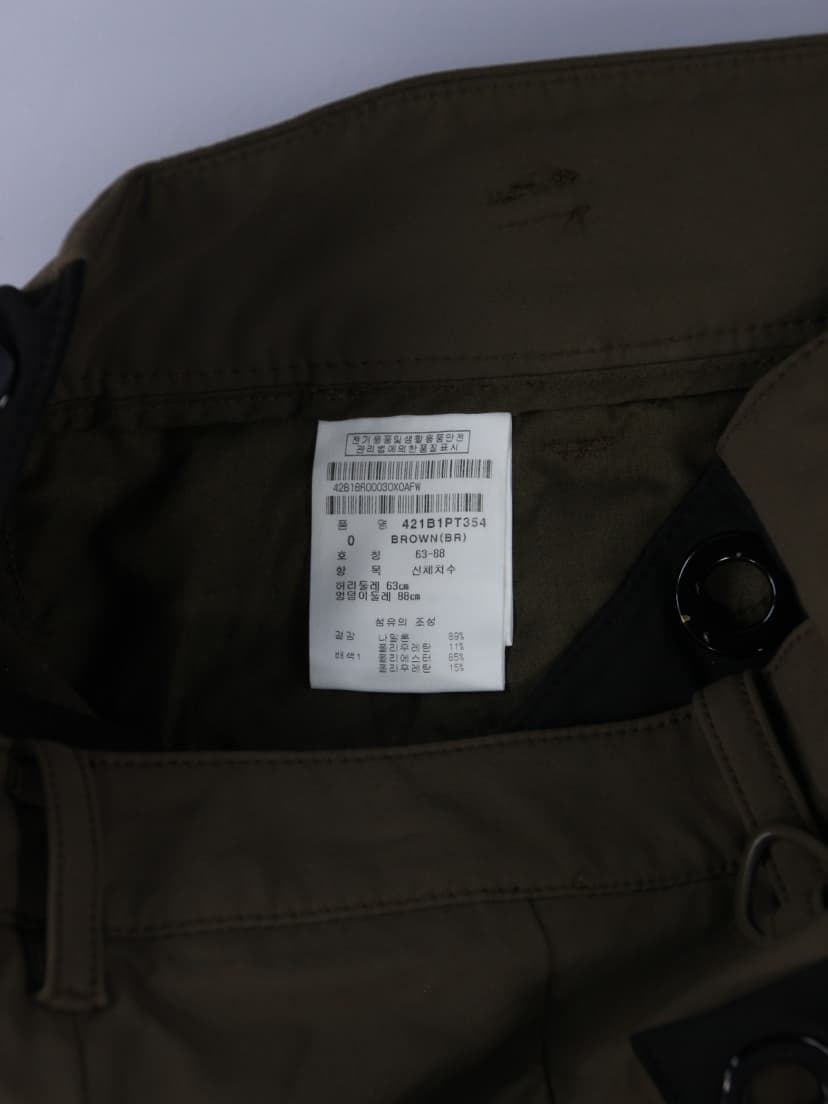 전기용품및생활용품안전
관리법에의한품질표시
42B1BR00030X0AFW
품 명 421B1PT354
0 BROWN(BR)
호 칭 63-88
항 목 신체치수
허리둘레 63㎝
엉덩이둘레 88㎝
섬유의 조성
겉감 나일론 89%
폴리우레탄 11%
배색1 폴리에스터 85%
폴리우레탄 15%